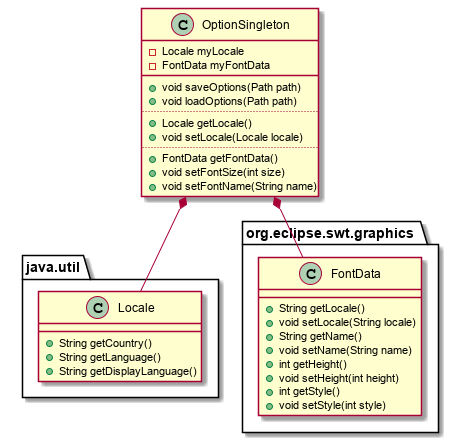 C OptionSingleton
Locale myLocale
FontData myFontData
void saveOptions(Path path)
void loadOptions(Path path)
Locale getLocale()
void setLocale(Locale locale)
FontData getFontData()
void setFontSize(int size)
void setFontName(String name)
java.util
C Locale
String getCountry()
String getLanguage()
String getDisplayLanguage()
org.eclipse.swt.graphics
C FontData
String getLocale()
void setLocale(String locale)
String getName()
void setName(String name)
int getHeight()
void setHeight(int height)
int getStyle()
void setStyle(int style)